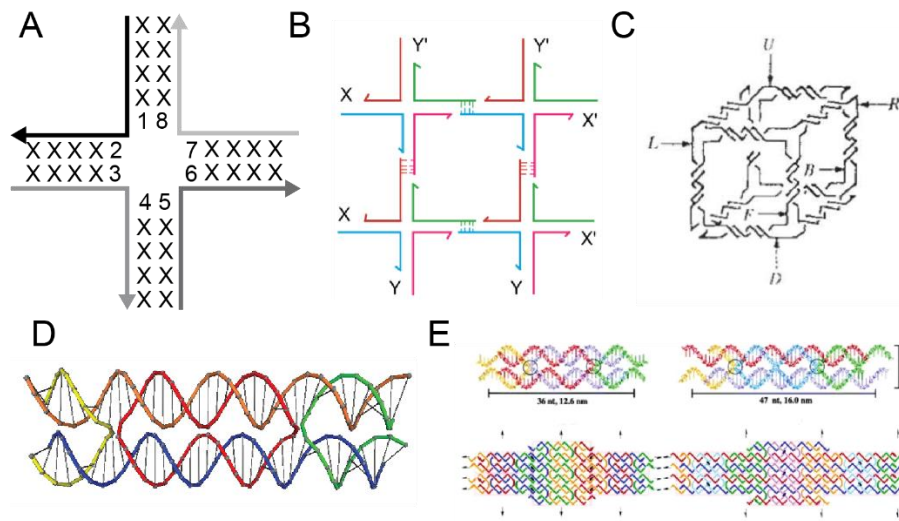 A
X X
X X
X X
X X
1 8
X X X X 2 7 X X X X
X X X X 3 6 X X X X
4 5
X X
X X
X X
X X
B
Y' Y'
X X'
X X'
Y Y
C
U
R
L
B
F
D
D
E
36 nt, 12.6 nm 47 nt, 16.0 nm